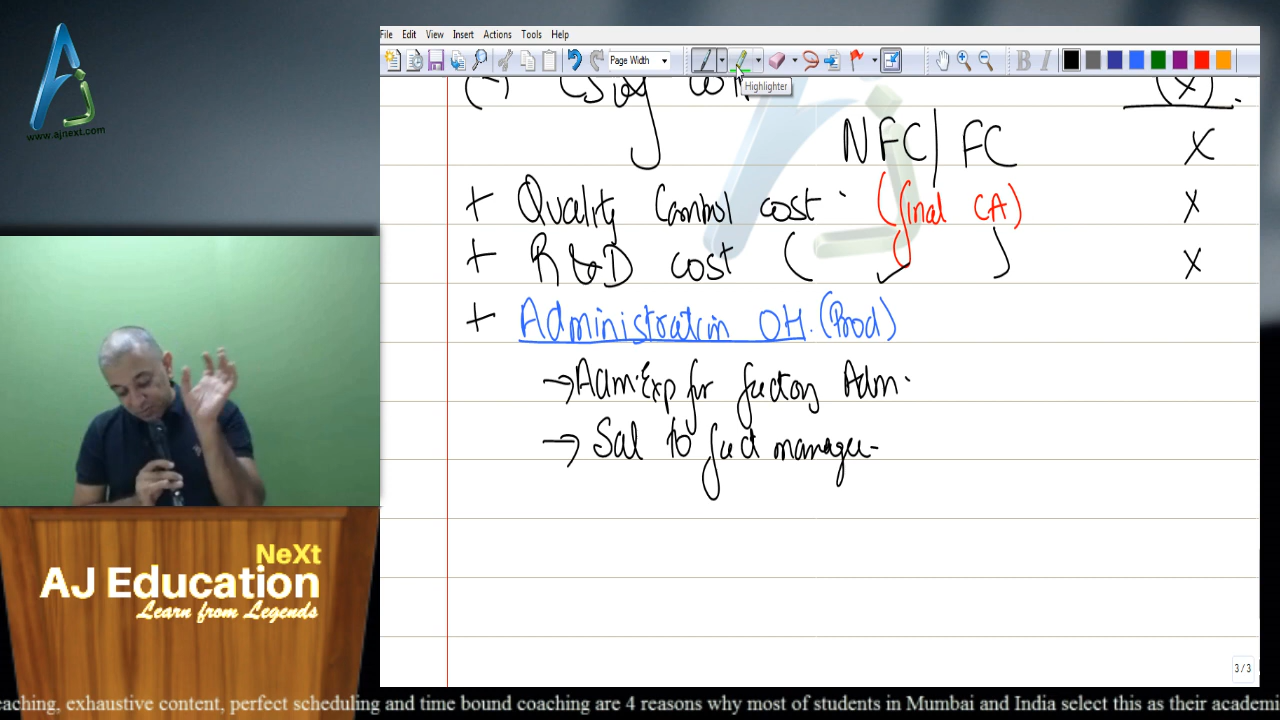 File Edit View Insert Actions Tools Help
Page Width
B I
Highlighter
www.ajnext.com
(-) (X).
NFC | FC X
+ Quality Control cost (final CA) X
+ R&D cost ( ) X
+ Administration OH. (Prod)
→ Adm. Exp for factory Adm.
→ Sal to fact manager
NeXt
AJ Education
Learn from Legends
3/3
eaching, exhaustive content, perfect scheduling and time bound coaching are 4 reasons why most of students in Mumbai and India select this as their academi